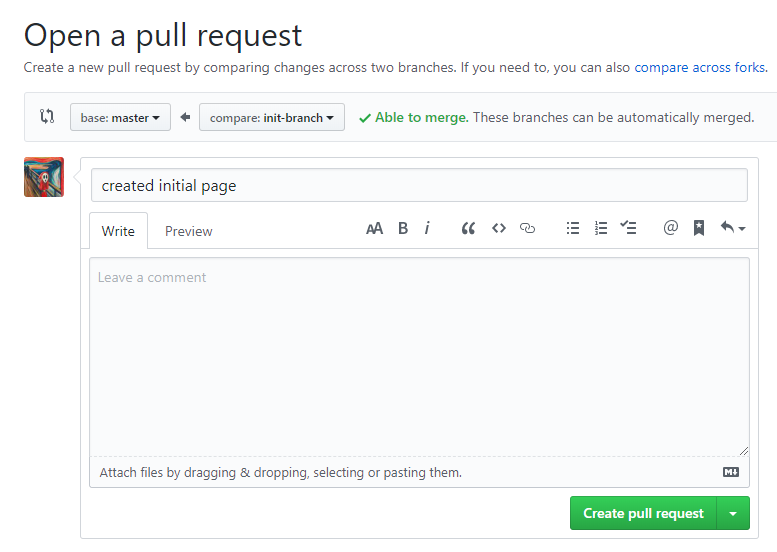 Open a pull request
Create a new pull request by comparing changes across two branches. If you need to, you can also compare across forks.
base: master compare: init-branch Able to merge. These branches can be automatically merged.
created initial page
Write Preview AA B i @
Leave a comment
Attach files by dragging & dropping, selecting or pasting them.
Create pull request